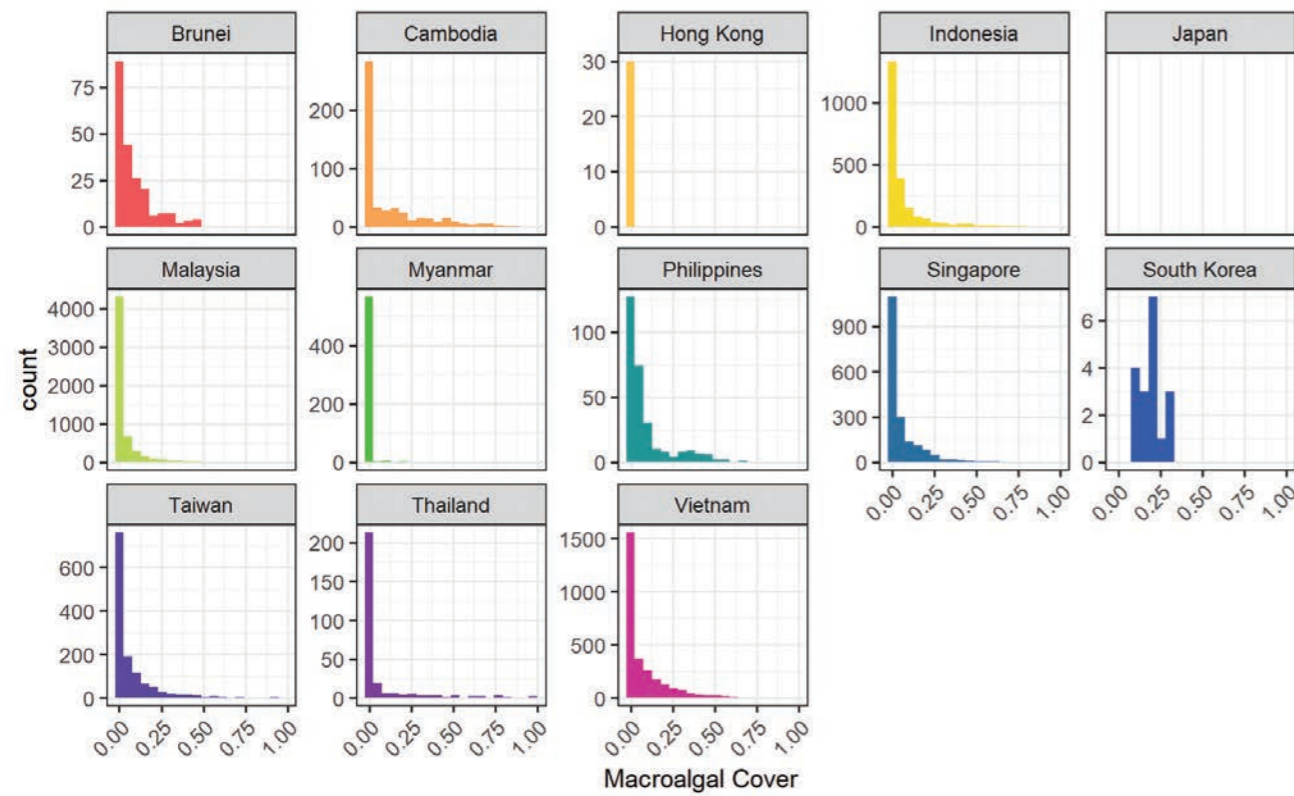 Brunei
Cambodia
Hong Kong
Indonesia
Japan
75
50
25
0
200
100
0
30
20
10
0
1000
500
0
Malaysia
Myanmar
Philippines
Singapore
South Korea
4000
3000
2000
1000
0
400
200
0
100
50
0
900
600
300
0
6
4
2
0
0.00 0.25 0.50 0.75 1.00
0.00 0.25 0.50 0.75 1.00
Taiwan
Thailand
Vietnam
600
400
200
0
200
150
100
50
0
1500
1000
500
0
0.00 0.25 0.50 0.75 1.00
0.00 0.25 0.50 0.75 1.00
0.00 0.25 0.50 0.75 1.00
count
Macroalgal Cover